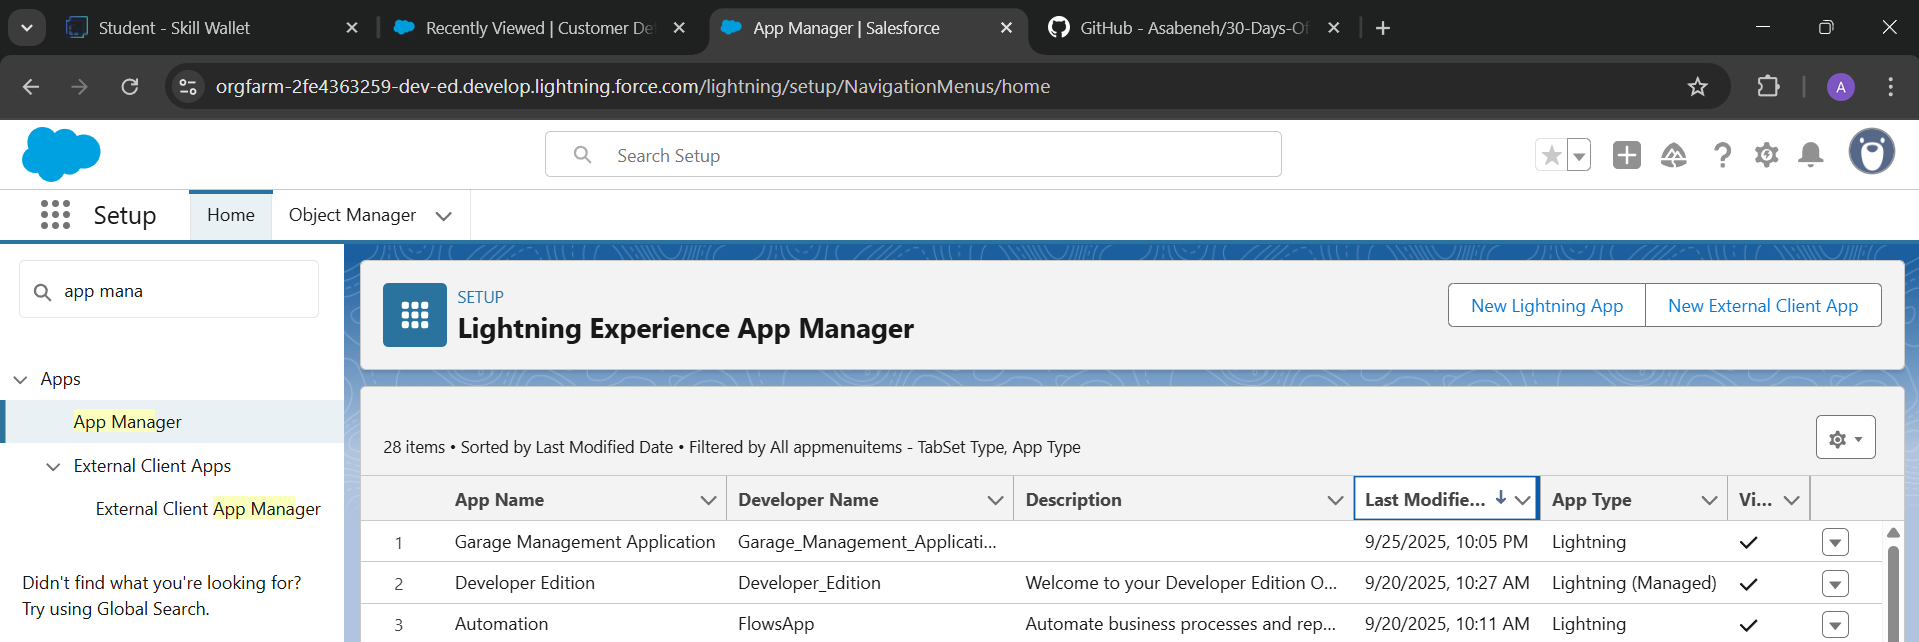 Student - Skill Wallet
Recently Viewed | Customer De
App Manager | Salesforce
GitHub - Asabeneh/30-Days-Of
orgfarm-2fe4363259-dev-ed.develop.lightning.force.com/lightning/setup/NavigationMenus/home
A
Search Setup
Setup
Home
Object Manager
app mana
Apps
App Manager
External Client Apps
External Client App Manager
Didn't find what you're looking for?
Try using Global Search.
SETUP
Lightning Experience App Manager
New Lightning App
New External Client App
28 items • Sorted by Last Modified Date • Filtered by All appmenuitems - TabSet Type, App Type
App Name Developer Name Description Last Modifie... App Type Vi...
1 Garage Management Application Garage_Management_Applicati... 9/25/2025, 10:05 PM Lightning
2 Developer Edition Developer_Edition Welcome to your Developer Edition O... 9/20/2025, 10:27 AM Lightning (Managed)
3 Automation FlowsApp Automate business processes and rep... 9/20/2025, 10:11 AM Lightning